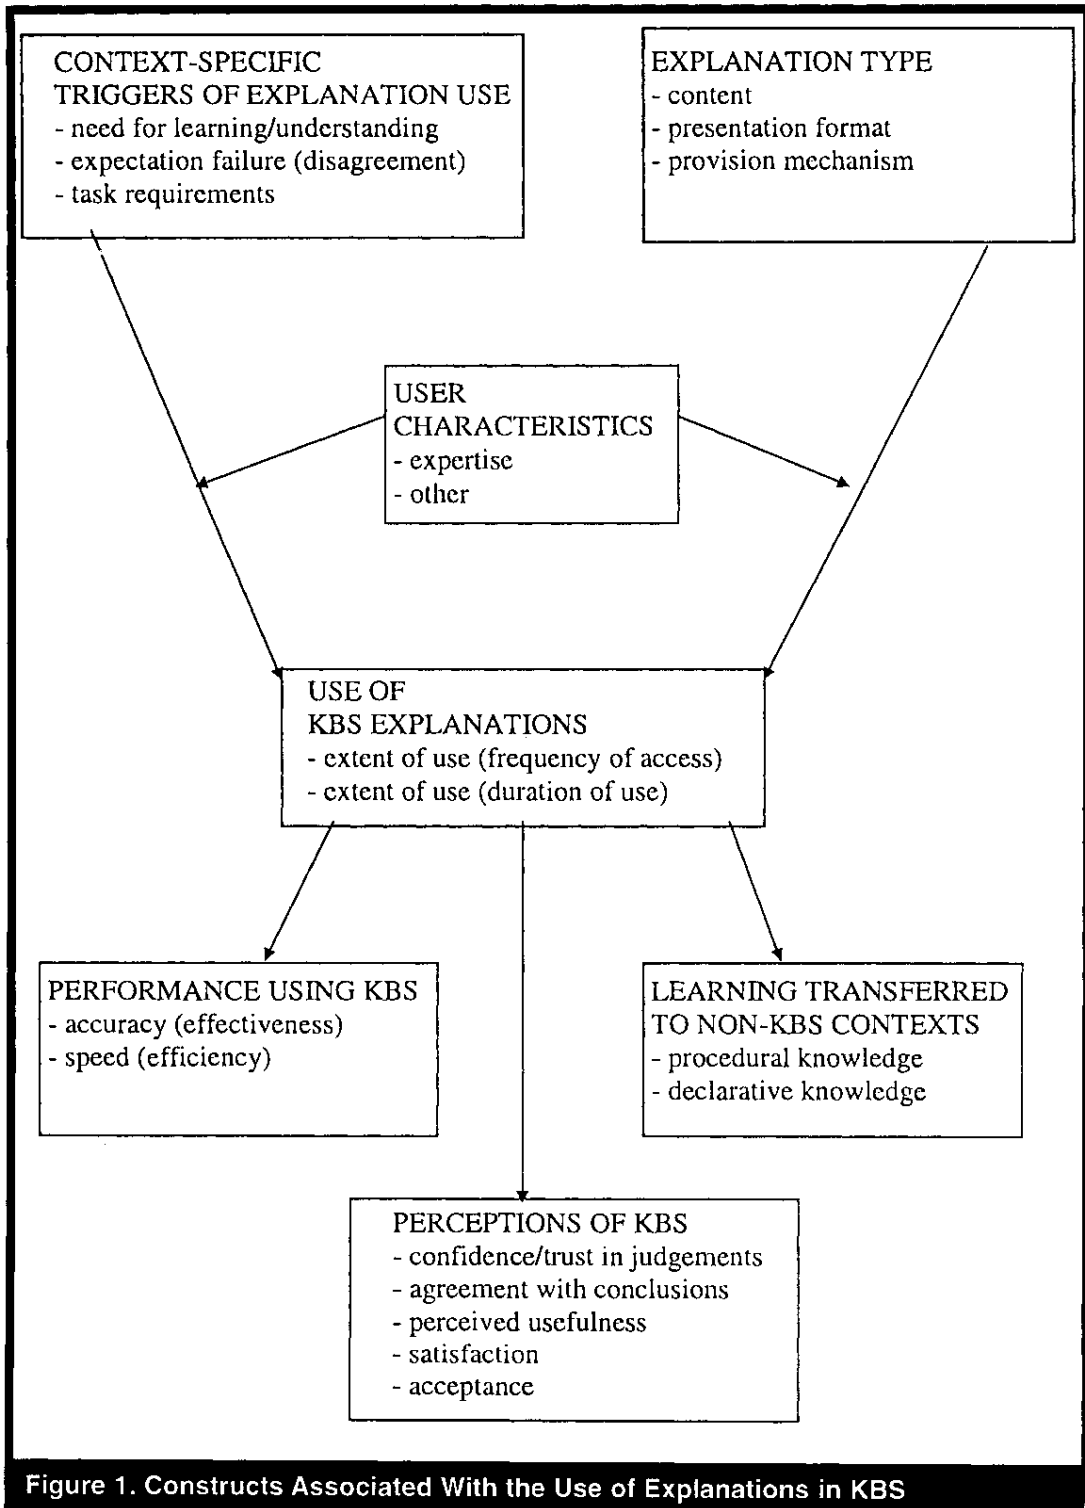 CONTEXT-SPECIFIC
TRIGGERS OF EXPLANATION USE
- need for learning/understanding
- expectation failure (disagreement)
- task requirements
EXPLANATION TYPE
- content
- presentation format
- provision mechanism
USER
CHARACTERISTICS
- expertise
- other
USE OF
KBS EXPLANATIONS
- extent of use (frequency of access)
- extent of use (duration of use)
PERFORMANCE USING KBS
- accuracy (effectiveness)
- speed (efficiency)
LEARNING TRANSFERRED
TO NON-KBS CONTEXTS
- procedural knowledge
- declarative knowledge
PERCEPTIONS OF KBS
- confidence/trust in judgements
- agreement with conclusions
- perceived usefulness
- satisfaction
- acceptance
Figure 1. Constructs Associated With the Use of Explanations in KBS